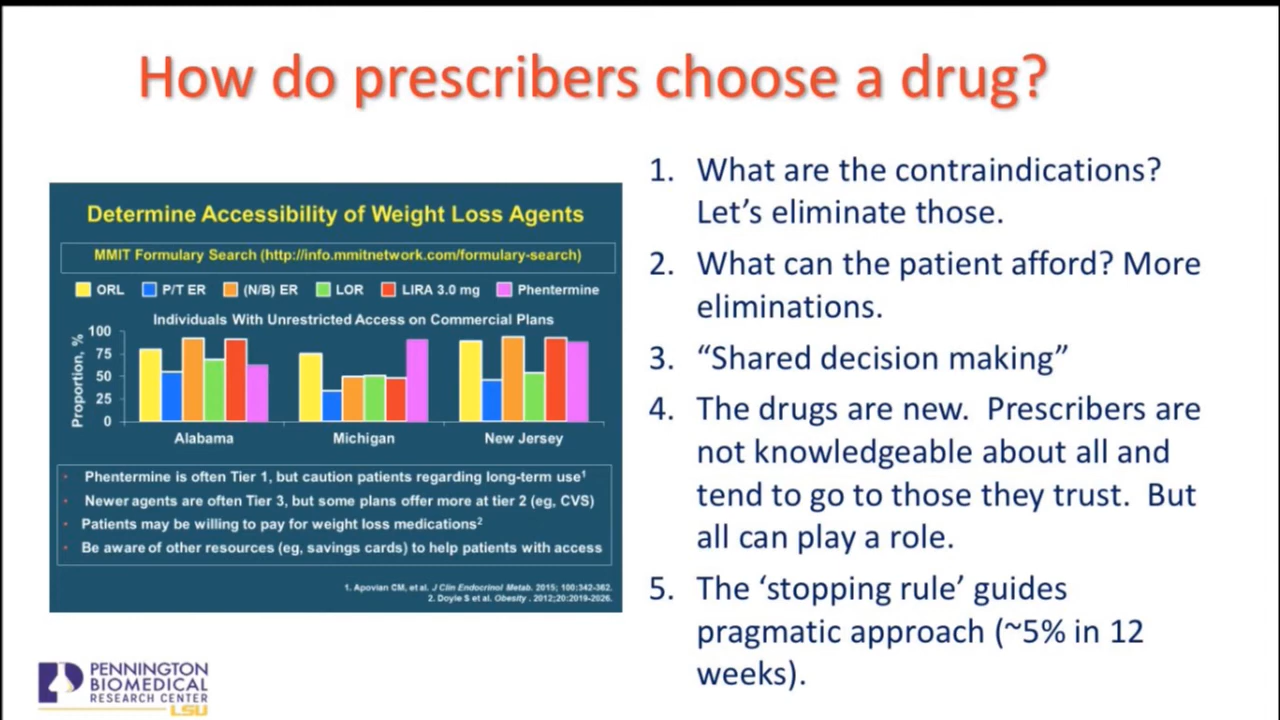 How do prescribers choose a drug?
Determine Accessibility of Weight Loss Agents
MMIT Formulary Search (http://info.mmitnetwork.com/formulary-search)
ORL P/T ER (N/B) ER LOR LIRA 3.0 mg Phentermine
Individuals With Unrestricted Access on Commercial Plans
Proportion, %
100
75
50
25
0
Alabama Michigan New Jersey
• Phentermine is often Tier 1, but caution patients regarding long-term use1
• Newer agents are often Tier 3, but some plans offer more at tier 2 (eg, CVS)
• Patients may be willing to pay for weight loss medications2
• Be aware of other resources (eg, savings cards) to help patients with access
1. Apovian CM, et al. J Clin Endocrinol Metab. 2015; 100:342-362.
2. Doyle S et al. Obesity . 2012;20:2019-2026.
1. What are the contraindications?
Let’s eliminate those.
2. What can the patient afford? More
eliminations.
3. “Shared decision making”
4. The drugs are new. Prescribers are
not knowledgeable about all and
tend to go to those they trust. But
all can play a role.
5. The ‘stopping rule’ guides
pragmatic approach (~5% in 12
weeks).
PENNINGTON
BIOMEDICAL
RESEARCH CENTER
LSU